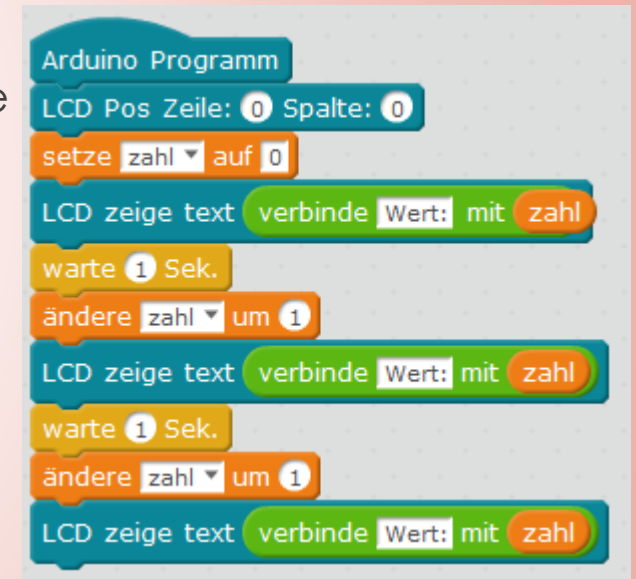 Arduino Programm
e
LCD Pos Zeile: 0 Spalte: 0
setze zahl auf 0
LCD zeige text verbinde Wert: mit zahl
warte 1 Sek.
ändere zahl um 1
LCD zeige text verbinde Wert: mit zahl
warte 1 Sek.
ändere zahl um 1
LCD zeige text verbinde Wert: mit zahl